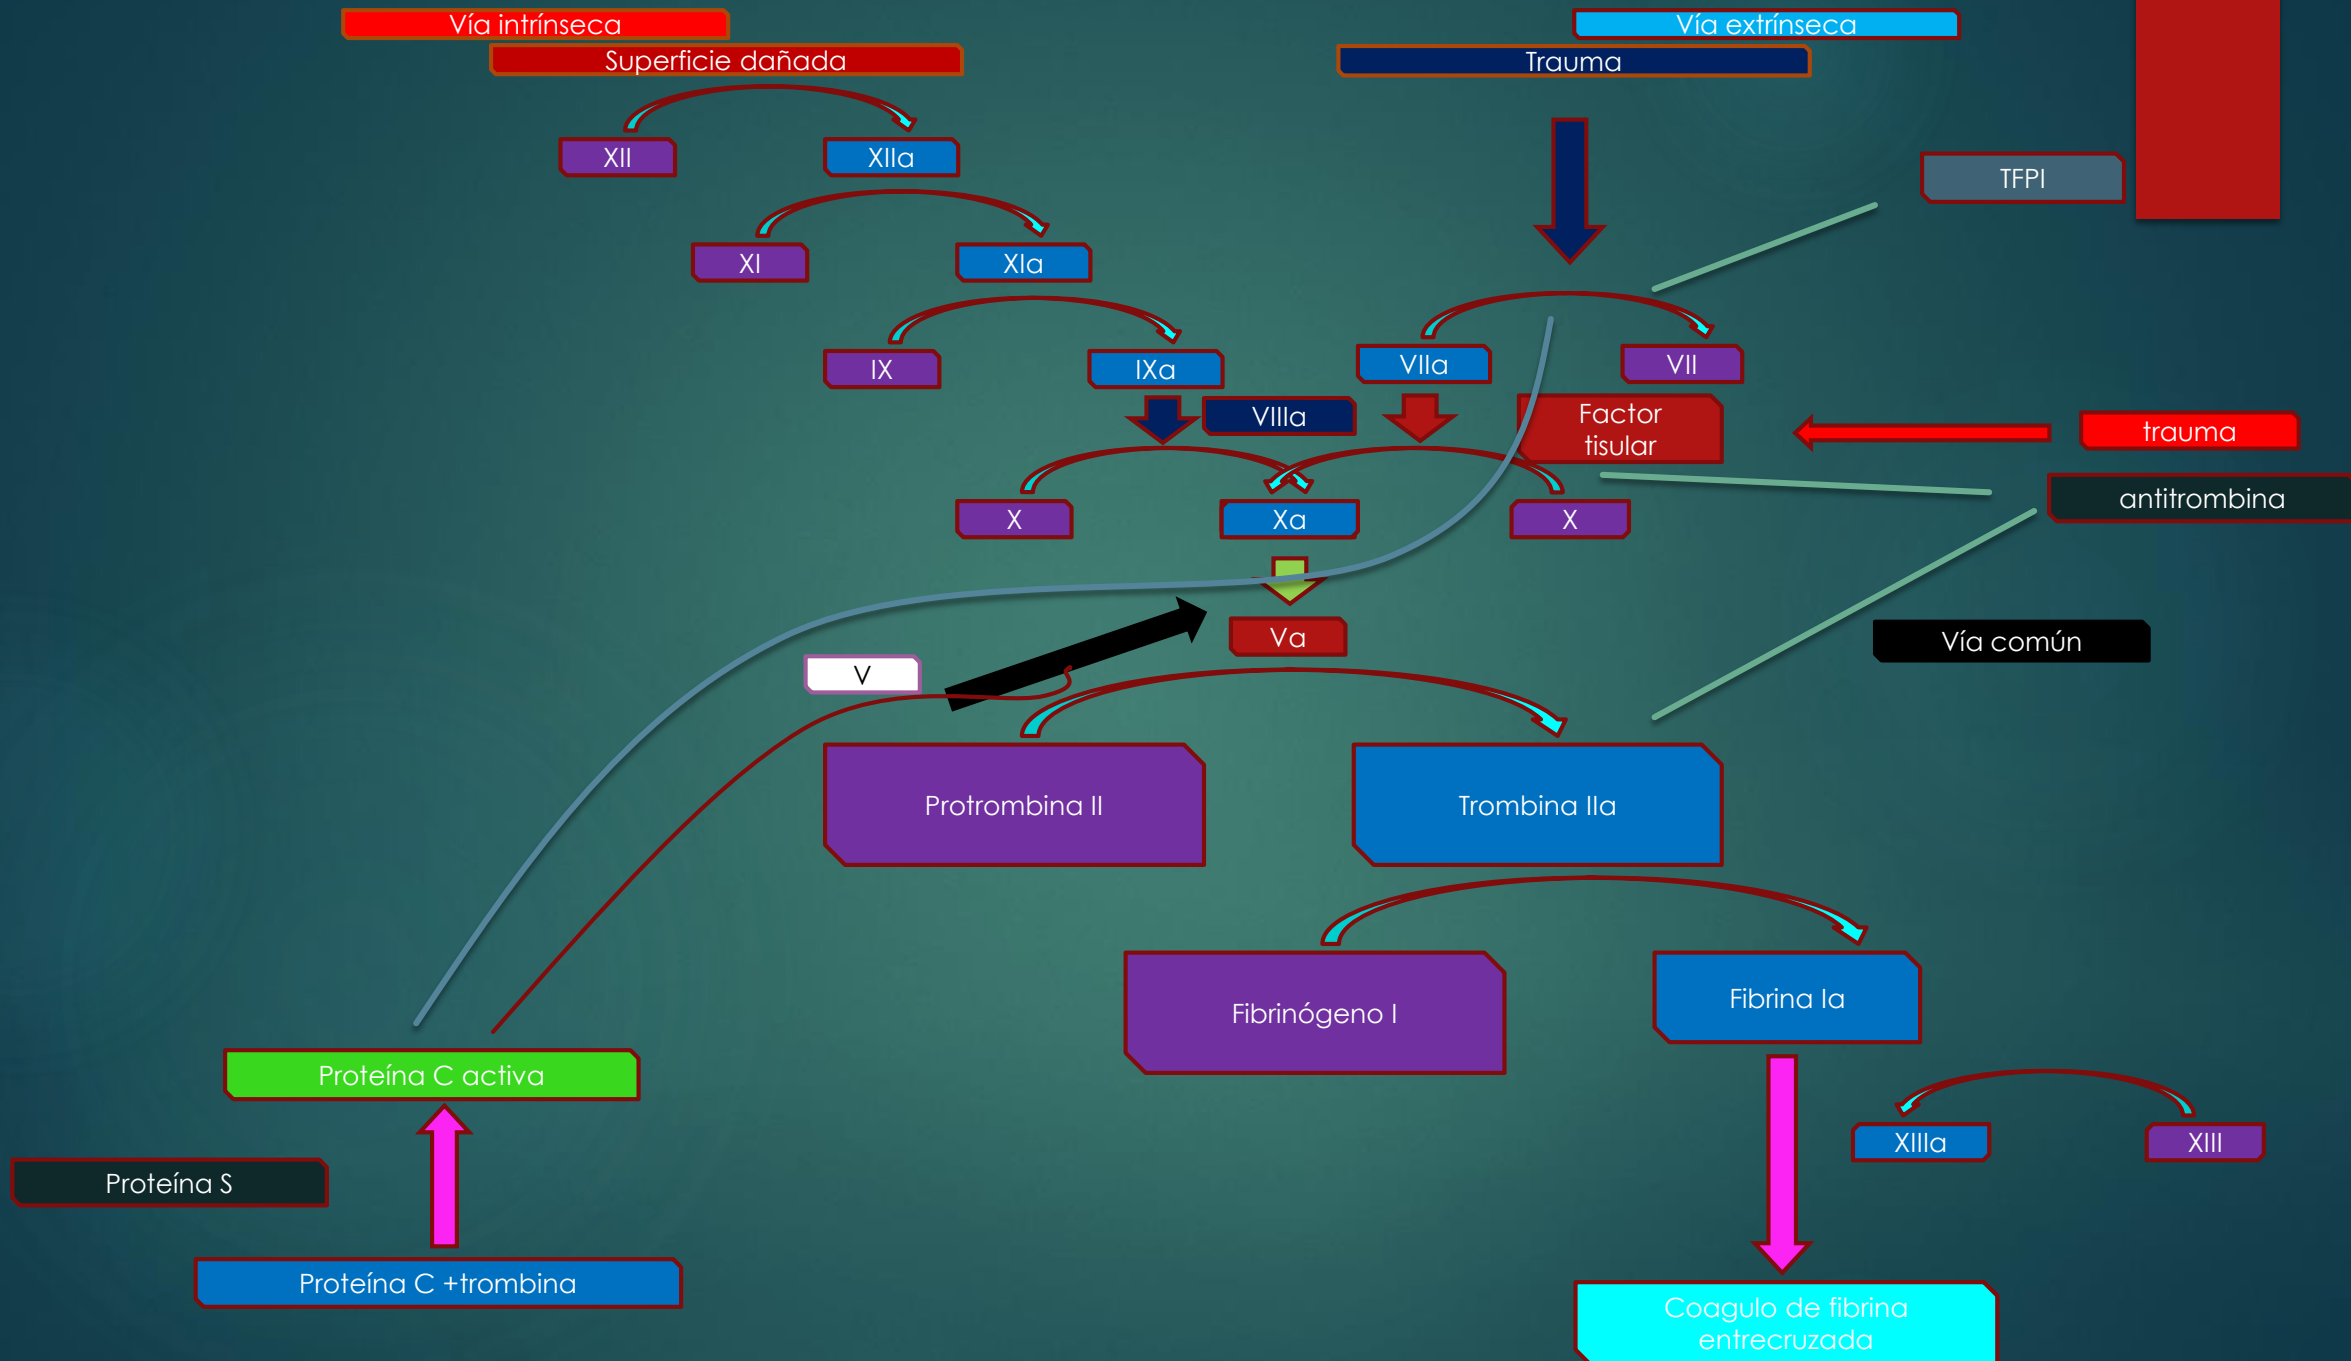 Vía intrínseca
Vía extrínseca
Superficie dañada
Trauma
XII
XIIa
TFPI
XI
XIa
IX
IXa
VIIa
VII
VIIIa
Factor
tisular
trauma
antitrombina
X
Xa
X
Va
Vía común
V
Protrombina II
Trombina IIa
Fibrinógeno I
Fibrina Ia
Proteína C activa
XIIIa
XIII
Proteína S
Proteína C +trombina
Coagulo de fibrina
entrecruzada